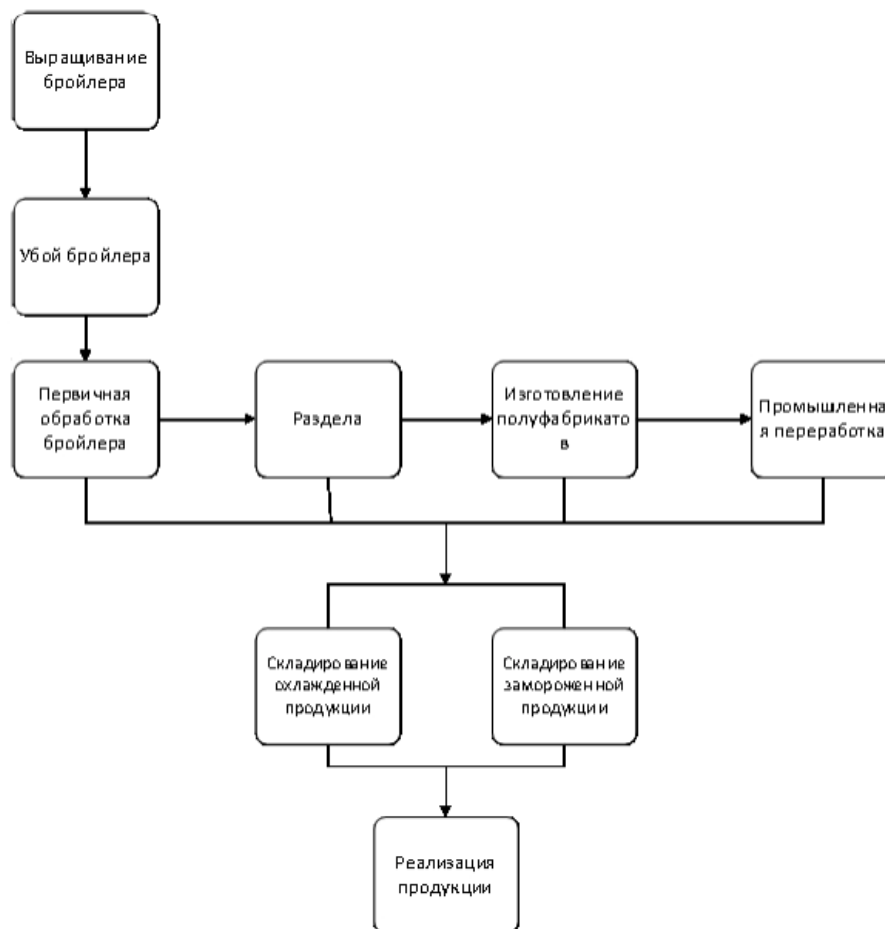 Выращивание
бройлера
Убой бройлера
Первичная
обработка
бройлера
Раздела
Изготовление
полуфабрикато
в
Промышленна
я переработка
Складирование
охлажденной
продукции
Складирование
замороженной
продукции
Реализация
продукции